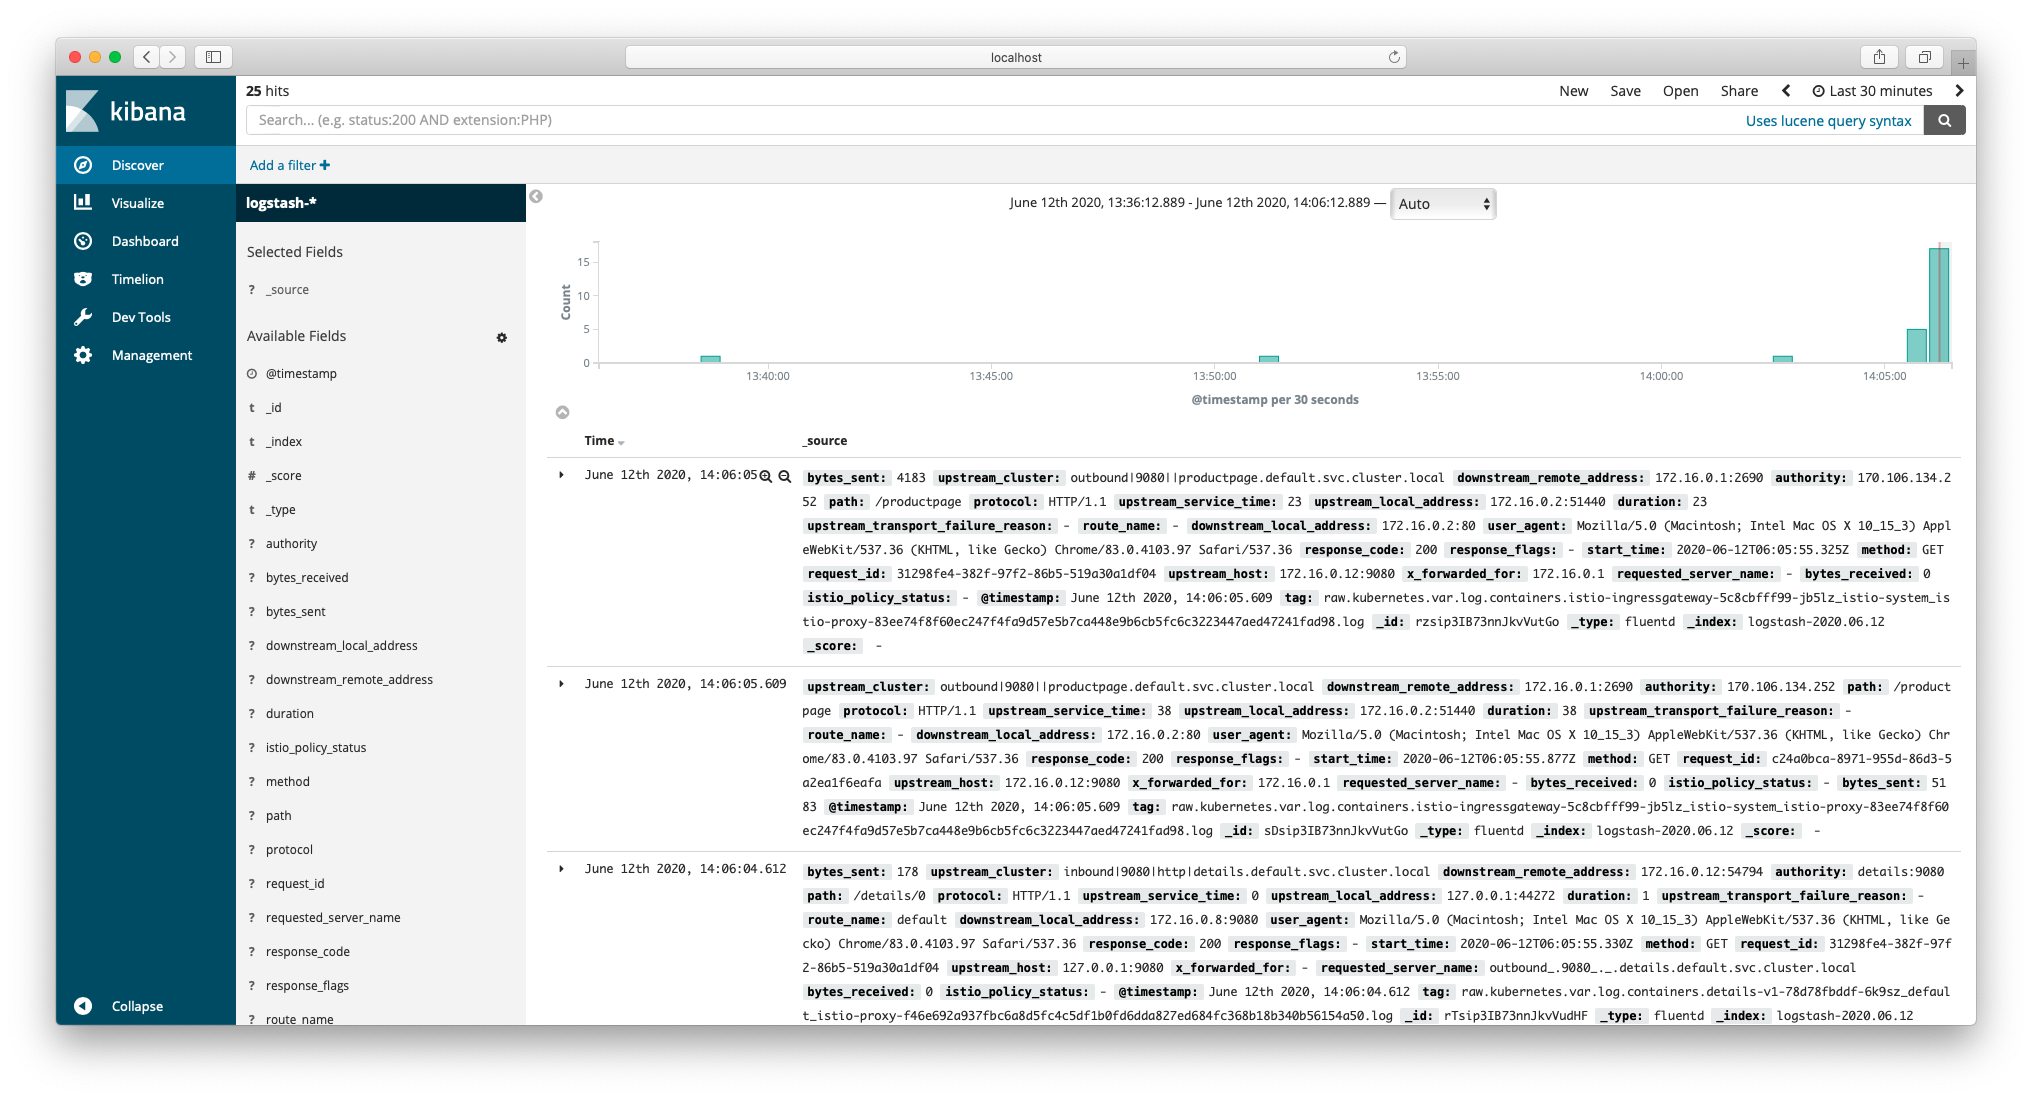 localhost
kibana
Discover
Visualize
Dashboard
Timelion
Dev Tools
Management
Collapse
25 hits
New Save Open Share Last 30 minutes
Search... (e.g. status:200 AND extension:PHP)
Uses lucene query syntax
Add a filter
logstash-*
Selected Fields
? _source
Available Fields
@timestamp
t _id
t _index
# _score
t _type
? authority
? bytes_received
? bytes_sent
? downstream_local_address
? downstream_remote_address
? duration
? istio_policy_status
? method
? path
? protocol
? request_id
? requested_server_name
? response_code
? response_flags
? route_name
June 12th 2020, 13:36:12.889 - June 12th 2020, 14:06:12.889 — Auto
Count
15
10
5
0
13:40:00 13:45:00 13:50:00 13:55:00 14:00:00 14:05:00
@timestamp per 30 seconds
Time _source
June 12th 2020, 14:06:05
bytes_sent: 4183 upstream_cluster: outbound|9080||productpage.default.svc.cluster.local downstream_remote_address: 172.16.0.1:2690 authority: 170.106.134.2
52 path: /productpage protocol: HTTP/1.1 upstream_service_time: 23 upstream_local_address: 172.16.0.2:51440 duration: 23
upstream_transport_failure_reason: - route_name: - downstream_local_address: 172.16.0.2:80 user_agent: Mozilla/5.0 (Macintosh; Intel Mac OS X 10_15_3) Appl
eWebKit/537.36 (KHTML, like Gecko) Chrome/83.0.4103.97 Safari/537.36 response_code: 200 response_flags: - start_time: 2020-06-12T06:05:55.325Z method: GET
request_id: 31298fe4-382f-97f2-86b5-519a30a1df04 upstream_host: 172.16.0.12:9080 x_forwarded_for: 172.16.0.1 requested_server_name: - bytes_received: 0
istio_policy_status: - @timestamp: June 12th 2020, 14:06:05.609 tag: raw.kubernetes.var.log.containers.istio-ingressgateway-5c8cbfff99-jb5lz_istio-system_is
tio-proxy-83ee74f8f60ec247f4fa9d57e5b7ca448e9b6cb5fc6c3223447aed47241fad98.log _id: rzsip3IB73nnJkvVutGo _type: fluentd _index: logstash-2020.06.12
_score: -
June 12th 2020, 14:06:05.609
upstream_cluster: outbound|9080||productpage.default.svc.cluster.local downstream_remote_address: 172.16.0.1:2690 authority: 170.106.134.252 path: /product
page protocol: HTTP/1.1 upstream_service_time: 38 upstream_local_address: 172.16.0.2:51440 duration: 38 upstream_transport_failure_reason: -
route_name: - downstream_local_address: 172.16.0.2:80 user_agent: Mozilla/5.0 (Macintosh; Intel Mac OS X 10_15_3) AppleWebKit/537.36 (KHTML, like Gecko) Chr
ome/83.0.4103.97 Safari/537.36 response_code: 200 response_flags: - start_time: 2020-06-12T06:05:55.877Z method: GET request_id: c24a0bca-8971-955d-86d3-5
a2ea1f6eafa upstream_host: 172.16.0.12:9080 x_forwarded_for: 172.16.0.1 requested_server_name: - bytes_received: 0 istio_policy_status: - bytes_sent: 51
83 @timestamp: June 12th 2020, 14:06:05.609 tag: raw.kubernetes.var.log.containers.istio-ingressgateway-5c8cbfff99-jb5lz_istio-system_istio-proxy-83ee74f8f60
ec247f4fa9d57e5b7ca448e9b6cb5fc6c3223447aed47241fad98.log _id: sDsip3IB73nnJkvVutGo _type: fluentd _index: logstash-2020.06.12 _score: -
June 12th 2020, 14:06:04.612
bytes_sent: 178 upstream_cluster: inbound|9080|http|details.default.svc.cluster.local downstream_remote_address: 172.16.0.12:54794 authority: details:9080
path: /details/0 protocol: HTTP/1.1 upstream_service_time: 0 upstream_local_address: 127.0.0.1:44272 duration: 1 upstream_transport_failure_reason: -
route_name: default downstream_local_address: 172.16.0.8:9080 user_agent: Mozilla/5.0 (Macintosh; Intel Mac OS X 10_15_3) AppleWebKit/537.36 (KHTML, like Ge
cko) Chrome/83.0.4103.97 Safari/537.36 response_code: 200 response_flags: - start_time: 2020-06-12T06:05:55.330Z method: GET request_id: 31298fe4-382f-97f
2-86b5-519a30a1df04 upstream_host: 127.0.0.1:9080 x_forwarded_for: - requested_server_name: outbound_.9080_._.details.default.svc.cluster.local
bytes_received: 0 istio_policy_status: - @timestamp: June 12th 2020, 14:06:04.612 tag: raw.kubernetes.var.log.containers.details-v1-78d78fbddf-6k9sz_defaul
t_istio-proxy-f46e692a937fbc6a8d5fc4c5df1b0fd6dda827ed684fc368b18b340b56154a50.log _id: rTsip3IB73nnJkvVudHF _type: fluentd _index: logstash-2020.06.12